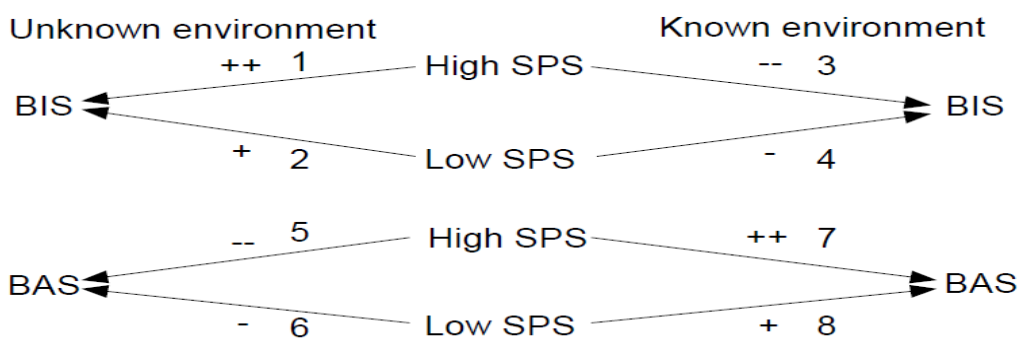 Unknown environment Known environment
++ 1 High SPS -- 3
BIS BIS
+ 2 Low SPS - 4
-- 5 High SPS ++ 7
BAS BAS
- 6 Low SPS + 8